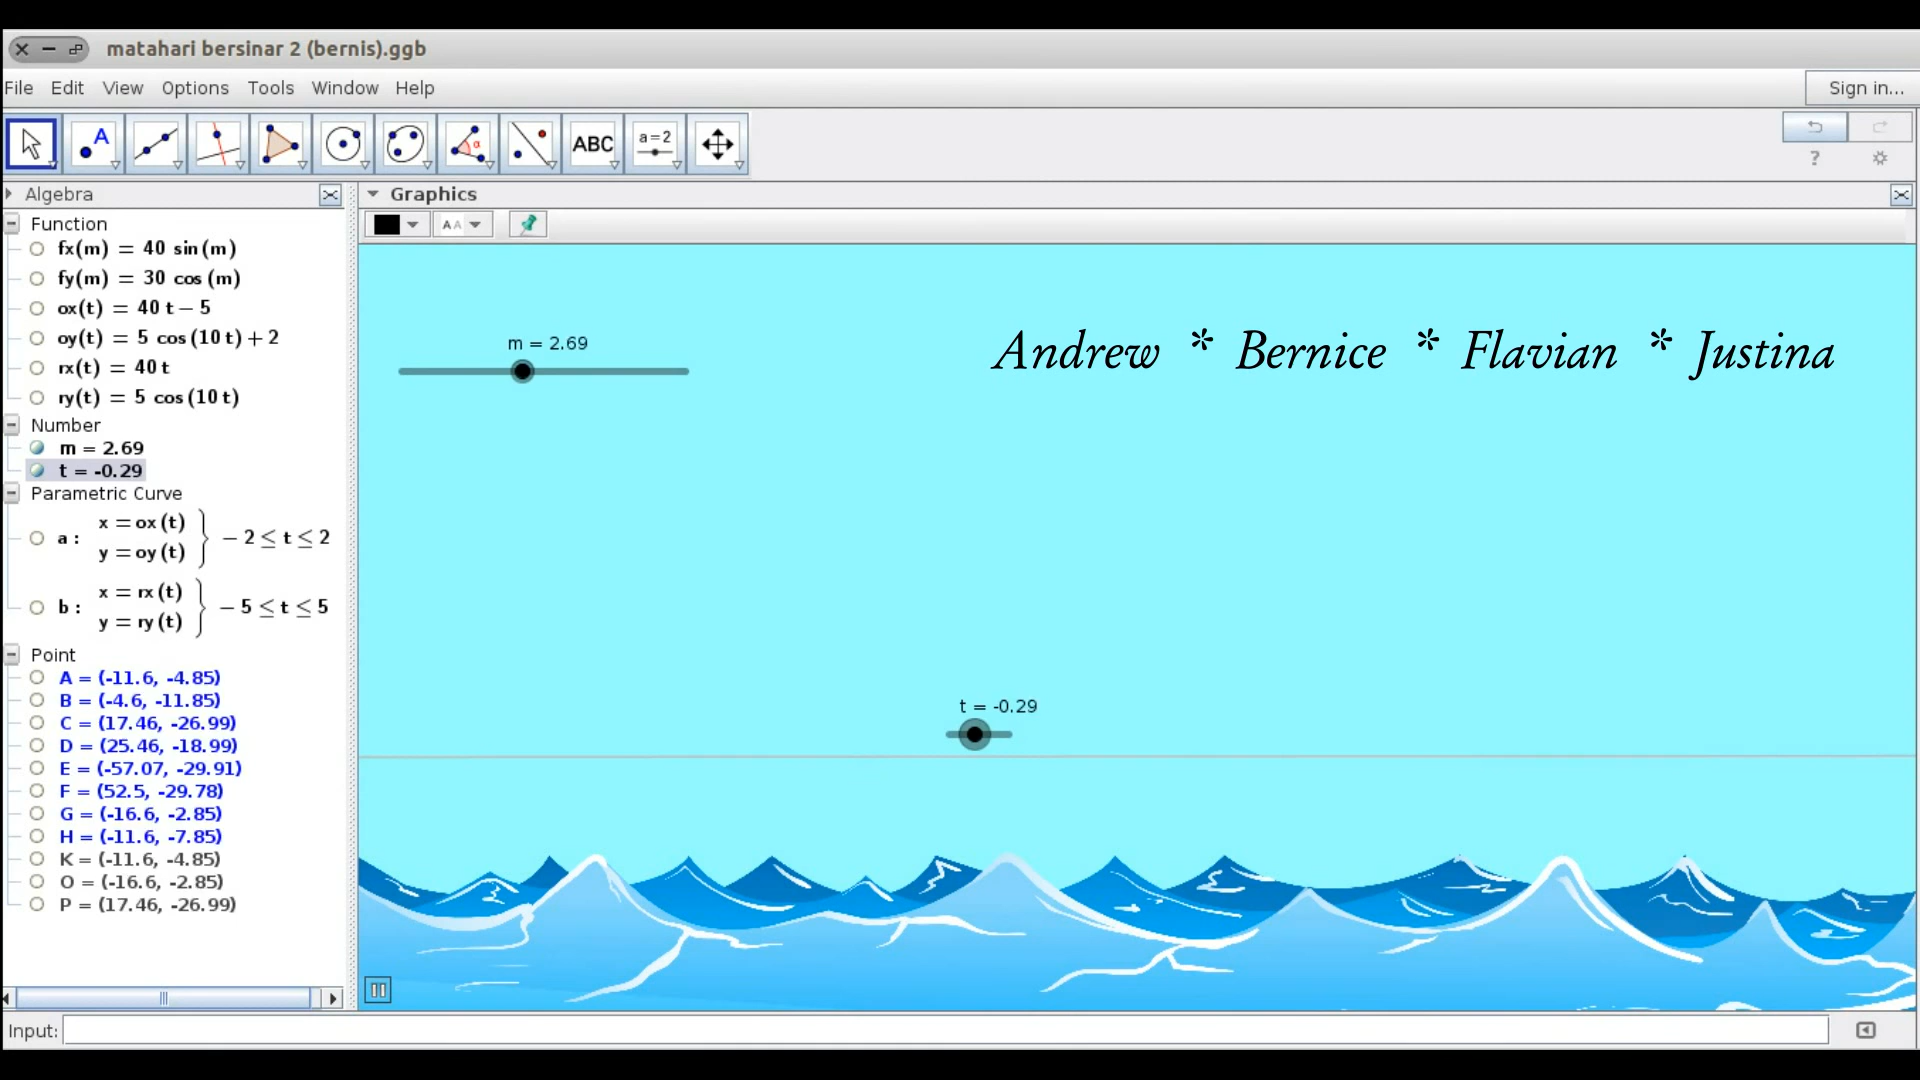 matahari bersinar 2 (bernis).ggb
File Edit View Options Tools Window Help
Sign in...
A α ABC a=2
?
Algebra
Graphics
A A
Function
fx(m) = 40 sin(m)
fy(m) = 30 cos(m)
ox(t) = 40 t − 5
oy(t) = 5 cos(10 t) + 2
rx(t) = 40 t
ry(t) = 5 cos(10 t)
Number
m = 2.69
t = -0.29
Parametric Curve
a : x = ox(t)
y = oy(t) } − 2 ≤ t ≤ 2
b : x = rx(t)
y = ry(t) } − 5 ≤ t ≤ 5
Point
A = (-11.6, -4.85)
B = (-4.6, -11.85)
C = (17.46, -26.99)
D = (25.46, -18.99)
E = (-57.07, -29.91)
F = (52.5, -29.78)
G = (-16.6, -2.85)
H = (-11.6, -7.85)
K = (-11.6, -4.85)
O = (-16.6, -2.85)
P = (17.46, -26.99)
m = 2.69
Andrew * Bernice * Flavian * Justina
t = -0.29
Input: